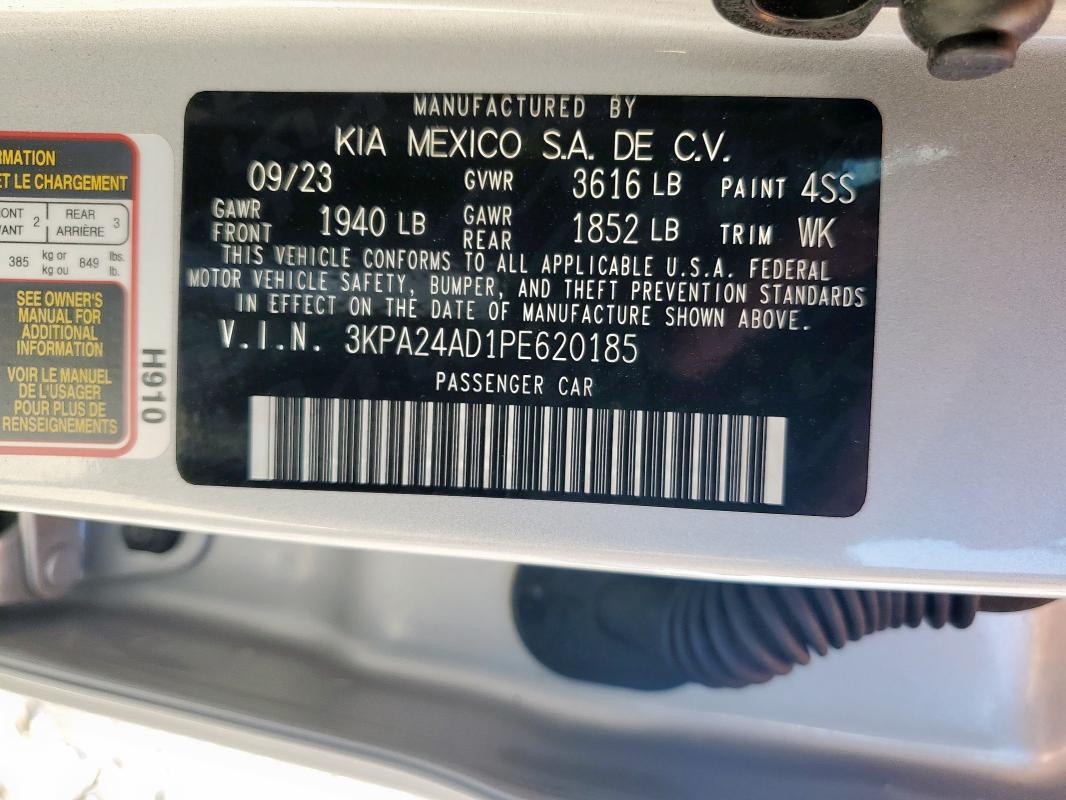 RMATION
ET LE CHARGEMENT
ONT 2 REAR 3
ANT ARRIÈRE
385 kg or 849 lbs.
kg ou lb.
SEE OWNER'S
MANUAL FOR
ADDITIONAL
INFORMATION
VOIR LE MANUEL
DE L'USAGER
POUR PLUS DE
RENSEIGNEMENTS
H910
MANUFACTURED BY
KIA MEXICO S.A. DE C.V.
09/23 GVWR 3616 LB PAINT 4SS
GAWR FRONT 1940 LB GAWR REAR 1852 LB TRIM WK
THIS VEHICLE CONFORMS TO ALL APPLICABLE U.S.A. FEDERAL
MOTOR VEHICLE SAFETY, BUMPER, AND THEFT PREVENTION STANDARDS
IN EFFECT ON THE DATE OF MANUFACTURE SHOWN ABOVE.
V.I.N. 3KPA24AD1PE620185
PASSENGER CAR